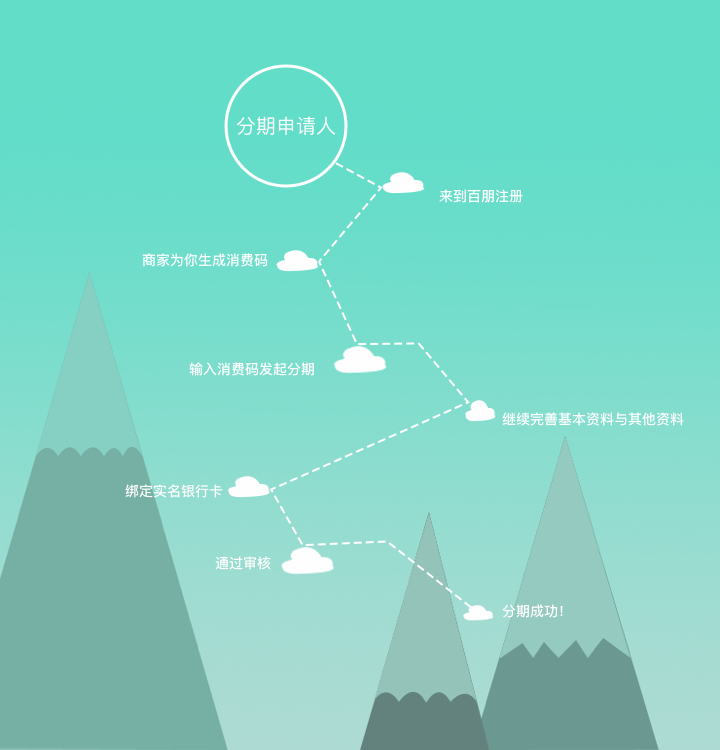 分期申请人
来到百朋注册
商家为你生成消费码
输入消费码发起分期
继续完善基本资料与其他资料
绑定实名银行卡
通过审核
分期成功!